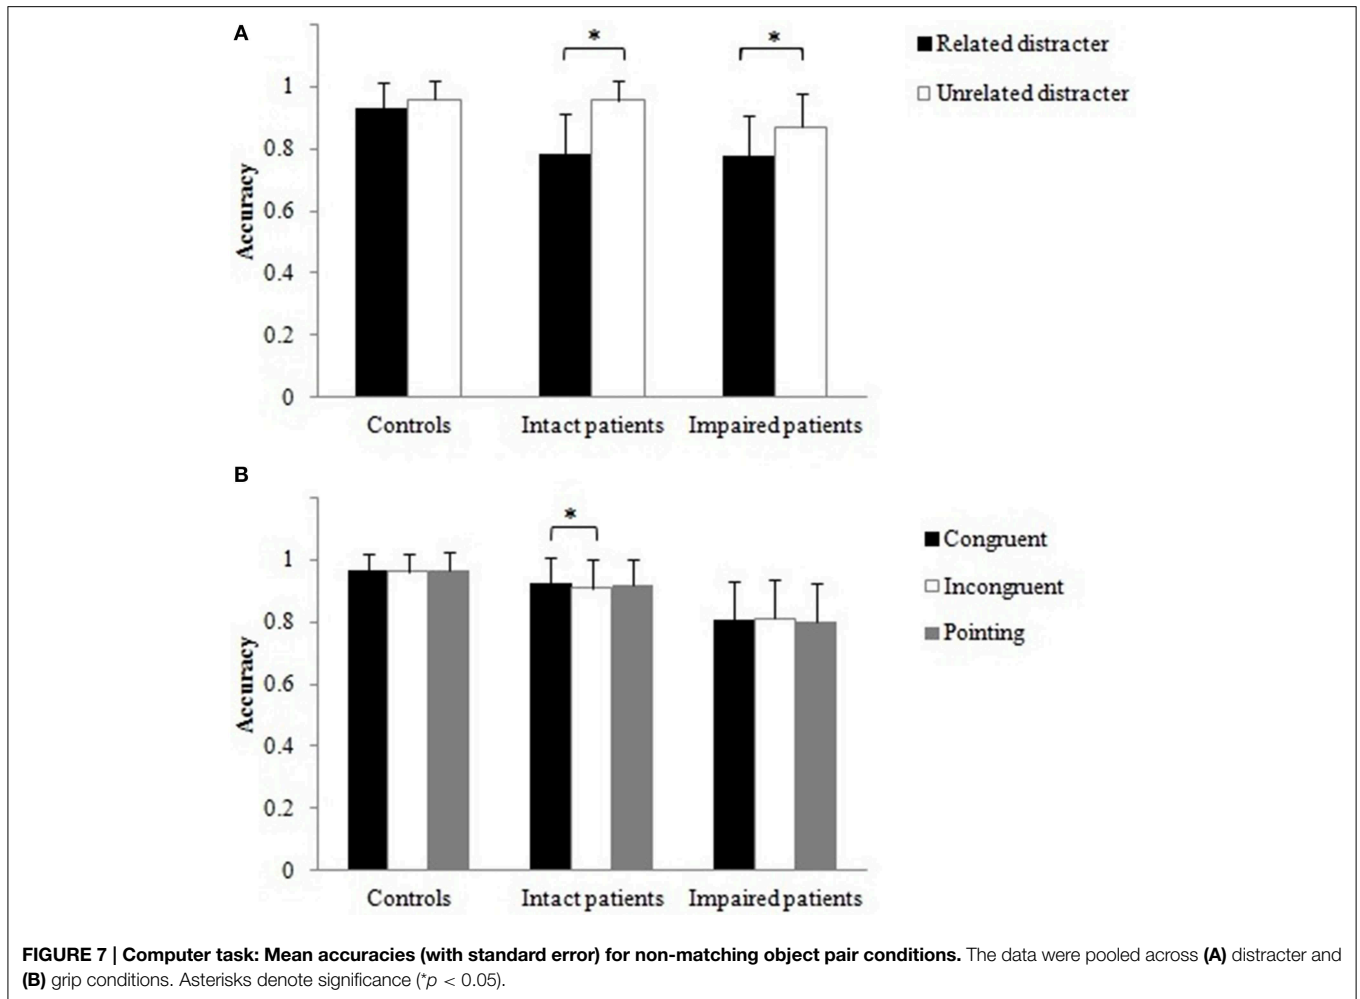 A
*
*
Related distracter
Unrelated distracter
1
0.8
0.6
0.4
0.2
0
Accuracy
Controls
Intact patients
Impaired patients
B
*
Congruent
Incongruent
Pointing
1
0.8
0.6
0.4
0.2
0
Accuracy
Controls
Intact patients
Impaired patients
FIGURE 7 | Computer task: Mean accuracies (with standard error) for non-matching object pair conditions. The data were pooled across (A) distracter and
(B) grip conditions. Asterisks denote significance (*p < 0.05).